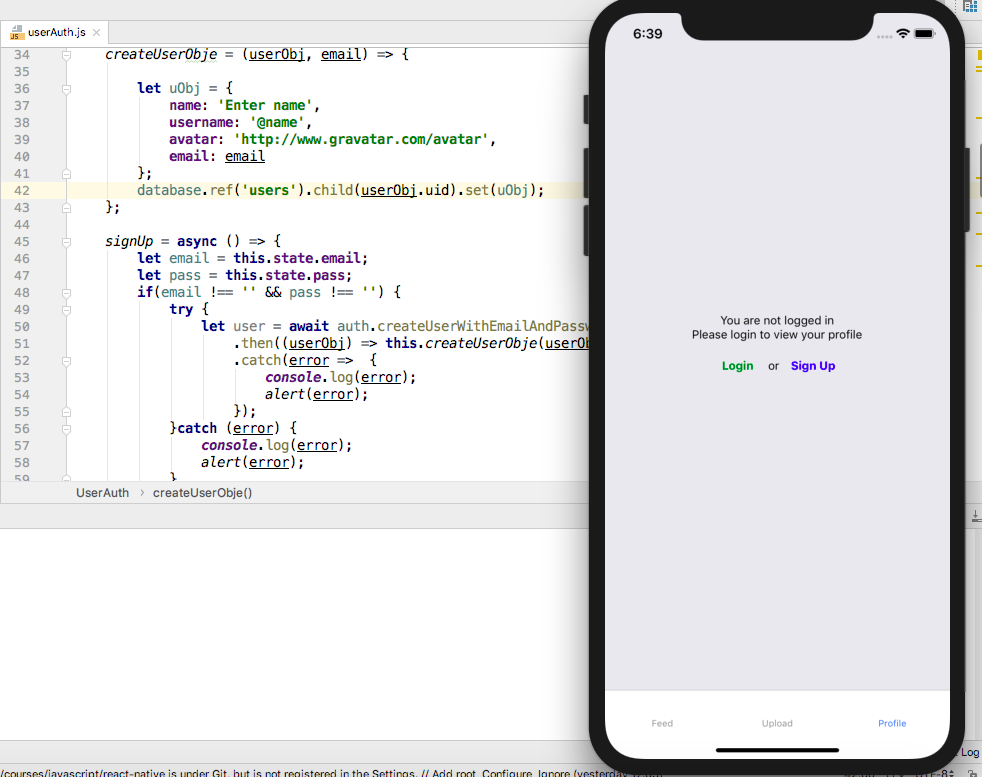 userAuth.js
34 createUserObje = (userObj, email) => {
35
36 let uObj = {
37 name: 'Enter name',
38 username: '@name',
39 avatar: 'http://www.gravatar.com/avatar',
40 email: email
41 };
42 database.ref('users').child(userObj.uid).set(uObj);
43 };
44
45 signUp = async () => {
46 let email = this.state.email;
47 let pass = this.state.pass;
48 if(email !== '' && pass !== '') {
49 try {
50 let user = await auth.createUserWithEmailAndPassw
51 .then((userObj) => this.createUserObje(userOb
52 .catch(error => {
53 console.log(error);
54 alert(error);
55 });
56 }catch (error) {
57 console.log(error);
58 alert(error);
59 }
UserAuth › createUserObje()
6:39
You are not logged in
Please login to view your profile
Login or Sign Up
Feed Upload Profile
Log
/courses/javascript/react-native is under Git, but is not registered in the Settings. // Add root Configure Ignore (yesterday